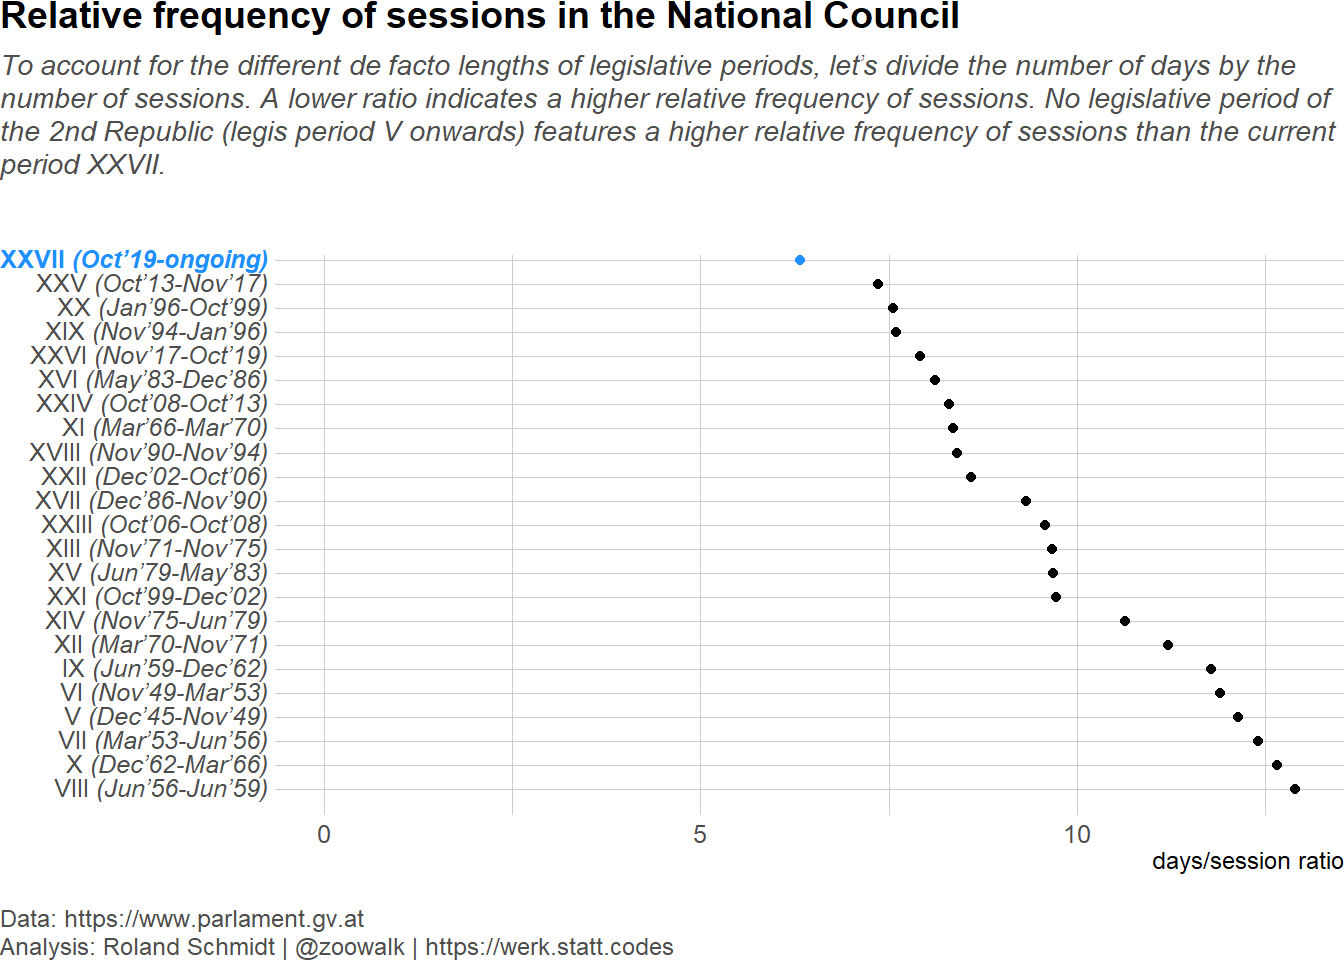 Relative frequency of sessions in the National Council
To account for the different de facto lengths of legislative periods, let’s divide the number of days by the
number of sessions. A lower ratio indicates a higher relative frequency of sessions. No legislative period of
the 2nd Republic (legis period V onwards) features a higher relative frequency of sessions than the current
period XXVII.
XXVII (Oct’19-ongoing)
XXV (Oct’13-Nov’17)
XX (Jan’96-Oct’99)
XIX (Nov’94-Jan’96)
XXVI (Nov’17-Oct’19)
XVI (May’83-Dec’86)
XXIV (Oct’08-Oct’13)
XI (Mar’66-Mar’70)
XVIII (Nov’90-Nov’94)
XXII (Dec’02-Oct’06)
XVII (Dec’86-Nov’90)
XXIII (Oct’06-Oct’08)
XIII (Nov’71-Nov’75)
XV (Jun’79-May’83)
XXI (Oct’99-Dec’02)
XIV (Nov’75-Jun’79)
XII (Mar’70-Nov’71)
IX (Jun’59-Dec’62)
VI (Nov’49-Mar’53)
V (Dec’45-Nov’49)
VII (Mar’53-Jun’56)
X (Dec’62-Mar’66)
VIII (Jun’56-Jun’59)
0 5 10
days/session ratio
Data: https://www.parlament.gv.at
Analysis: Roland Schmidt | @zoowalk | https://werk.statt.codes